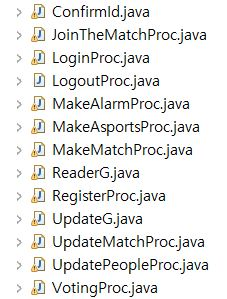 ConfirmId.java
JoinTheMatchProc.java
LoginProc.java
LogoutProc.java
MakeAlarmProc.java
MakeAsportsProc.java
MakeMatchProc.java
ReaderG.java
RegisterProc.java
UpdateG.java
UpdateMatchProc.java
UpdatePeopleProc.java
VotingProc.java